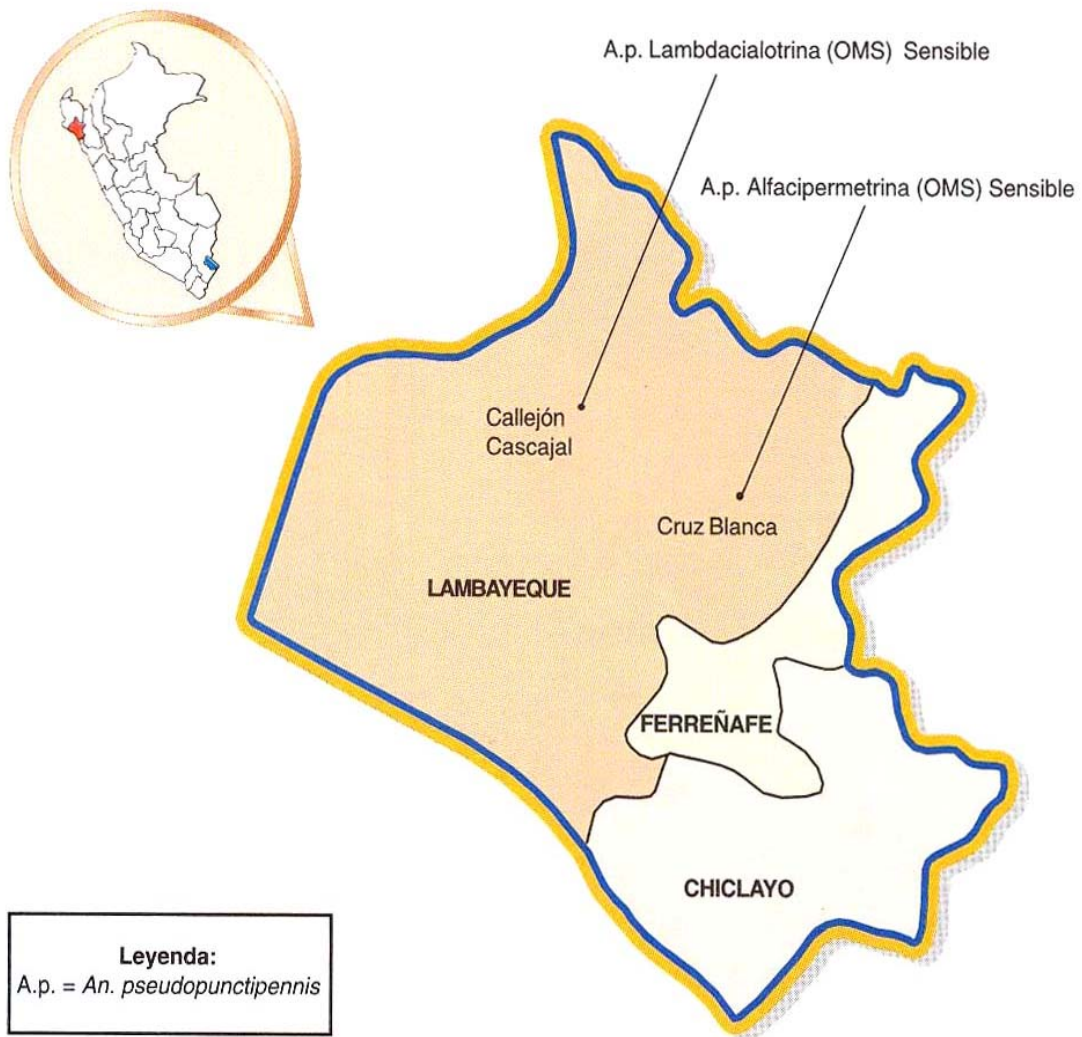 A.p. Lambdacialotrina (OMS) Sensible
A.p. Alfacipermetrina (OMS) Sensible
Callejón
Cascajal
Cruz Blanca
LAMBAYEQUE
FERREÑAFE
CHICLAYO
Leyenda:
A.p. = An. pseudopunctipennis